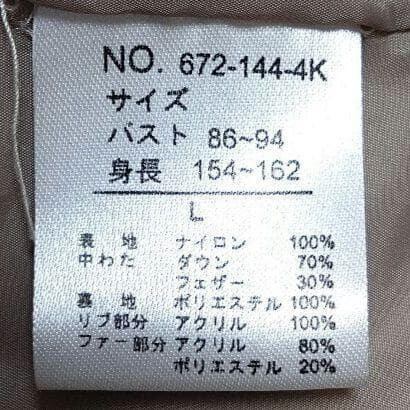 NO. 672-144-4K
サイズ
バスト 86~94
身長 154~162
L
表地 ナイロン 100%
中わた ダウン 70%
フェザー 30%
裏地 ポリエステル 100%
リブ部分 アクリル 100%
ファー部分 アクリル 80%
ポリエステル 20%